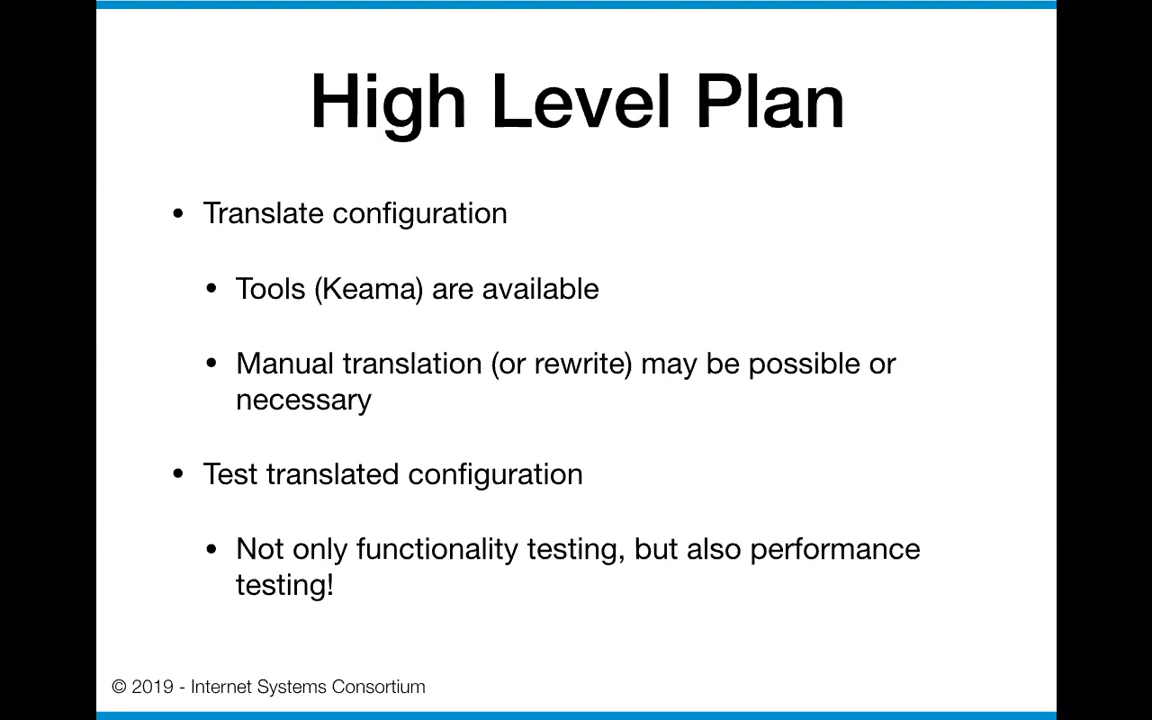 High Level Plan
• Translate configuration
• Tools (Keama) are available
• Manual translation (or rewrite) may be possible or
necessary
• Test translated configuration
• Not only functionality testing, but also performance
testing!
© 2019 - Internet Systems Consortium